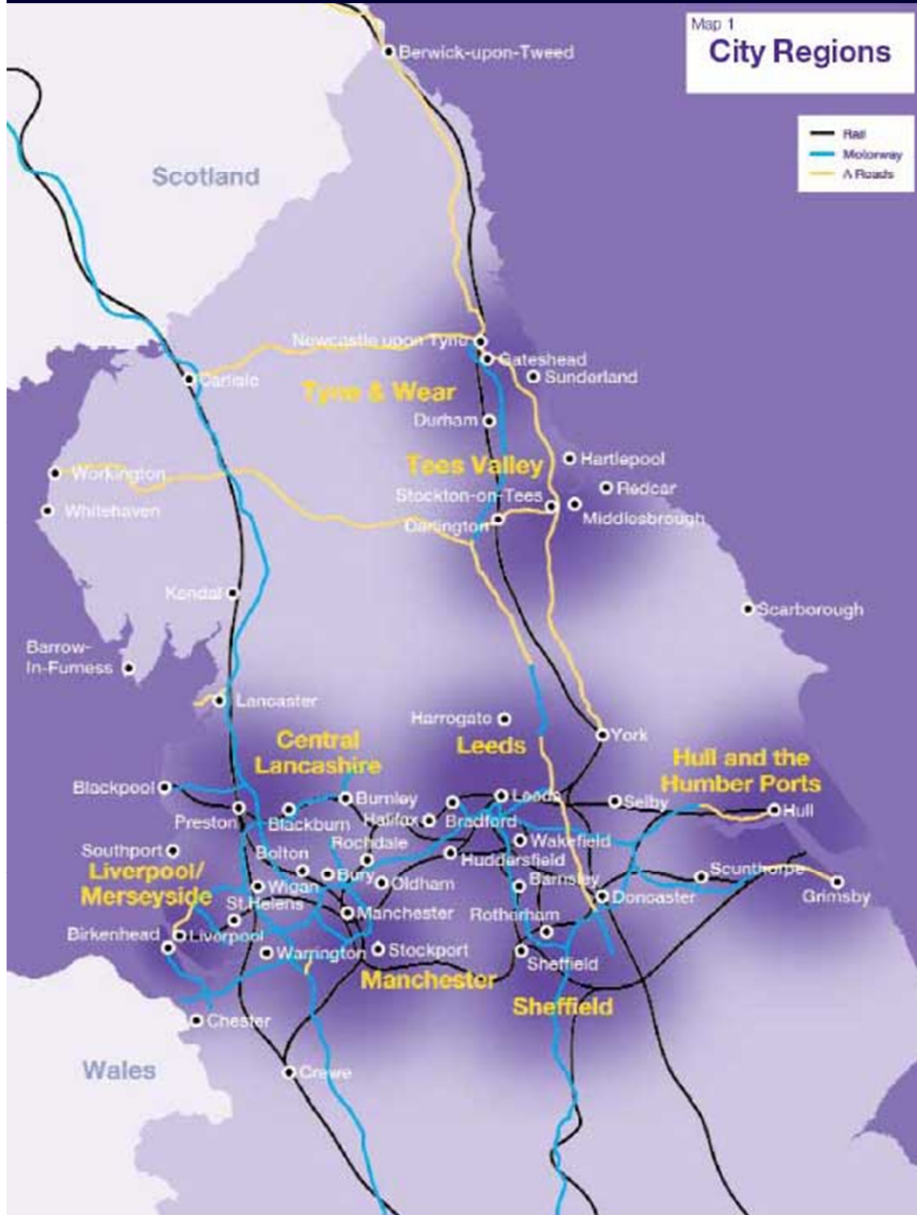 Map 1
City Regions
Rail
Motorway
A Roads
Berwick-upon-Tweed
Scotland
Newcastle upon Tyne
Gateshead
Carlisle
Sunderland
Tyne & Wear
Durham
Tees Valley
Hartlepool
Workington
Redcar
Stockton-on-Tees
Whitehaven
Middlesbrough
Darlington
Kendal
Scarborough
Barrow-
In-Furness
Lancaster
Harrogate
York
Central
Lancashire
Leeds
Hull and the
Humber Ports
Blackpool
Burnley
Leeds
Selby
Preston
Blackburn
Halifax
Bradford
Hull
Rochdale
Wakefield
Southport
Bolton
Huddersfield
Liverpool/
Merseyside
Bury
Oldham
Barnsley
Scunthorpe
Wigan
Grimsby
St.Helens
Doncaster
Manchester
Rotherham
Birkenhead
Liverpool
Warrington
Stockport
Sheffield
Manchester
Sheffield
Chester
Wales
Crewe